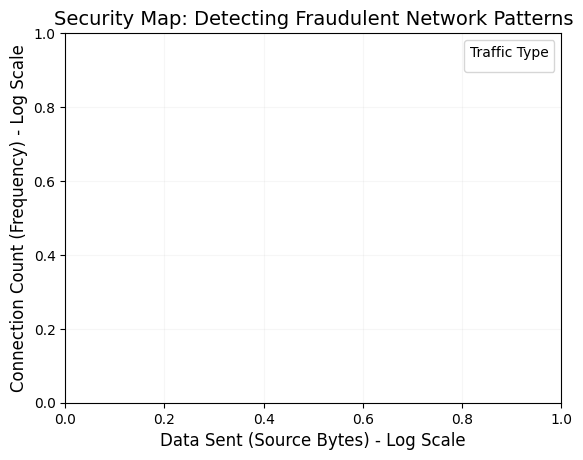 Security Map: Detecting Fraudulent Network Patterns
Traffic Type
Connection Count (Frequency) - Log Scale
1.0
0.8
0.6
0.4
0.2
0.0
0.0 0.2 0.4 0.6 0.8 1.0
Data Sent (Source Bytes) - Log Scale